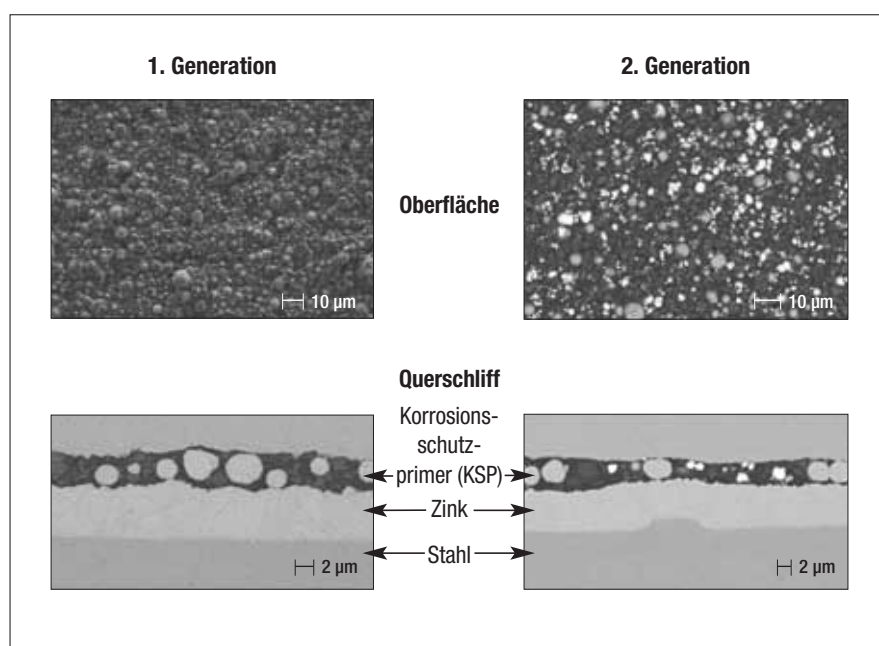 1. Generation
2. Generation
Oberfläche
10 µm
10 µm
Querschliff
Korrosions-
schutz-
primer (KSP)
Zink
Stahl
2 µm
2 µm